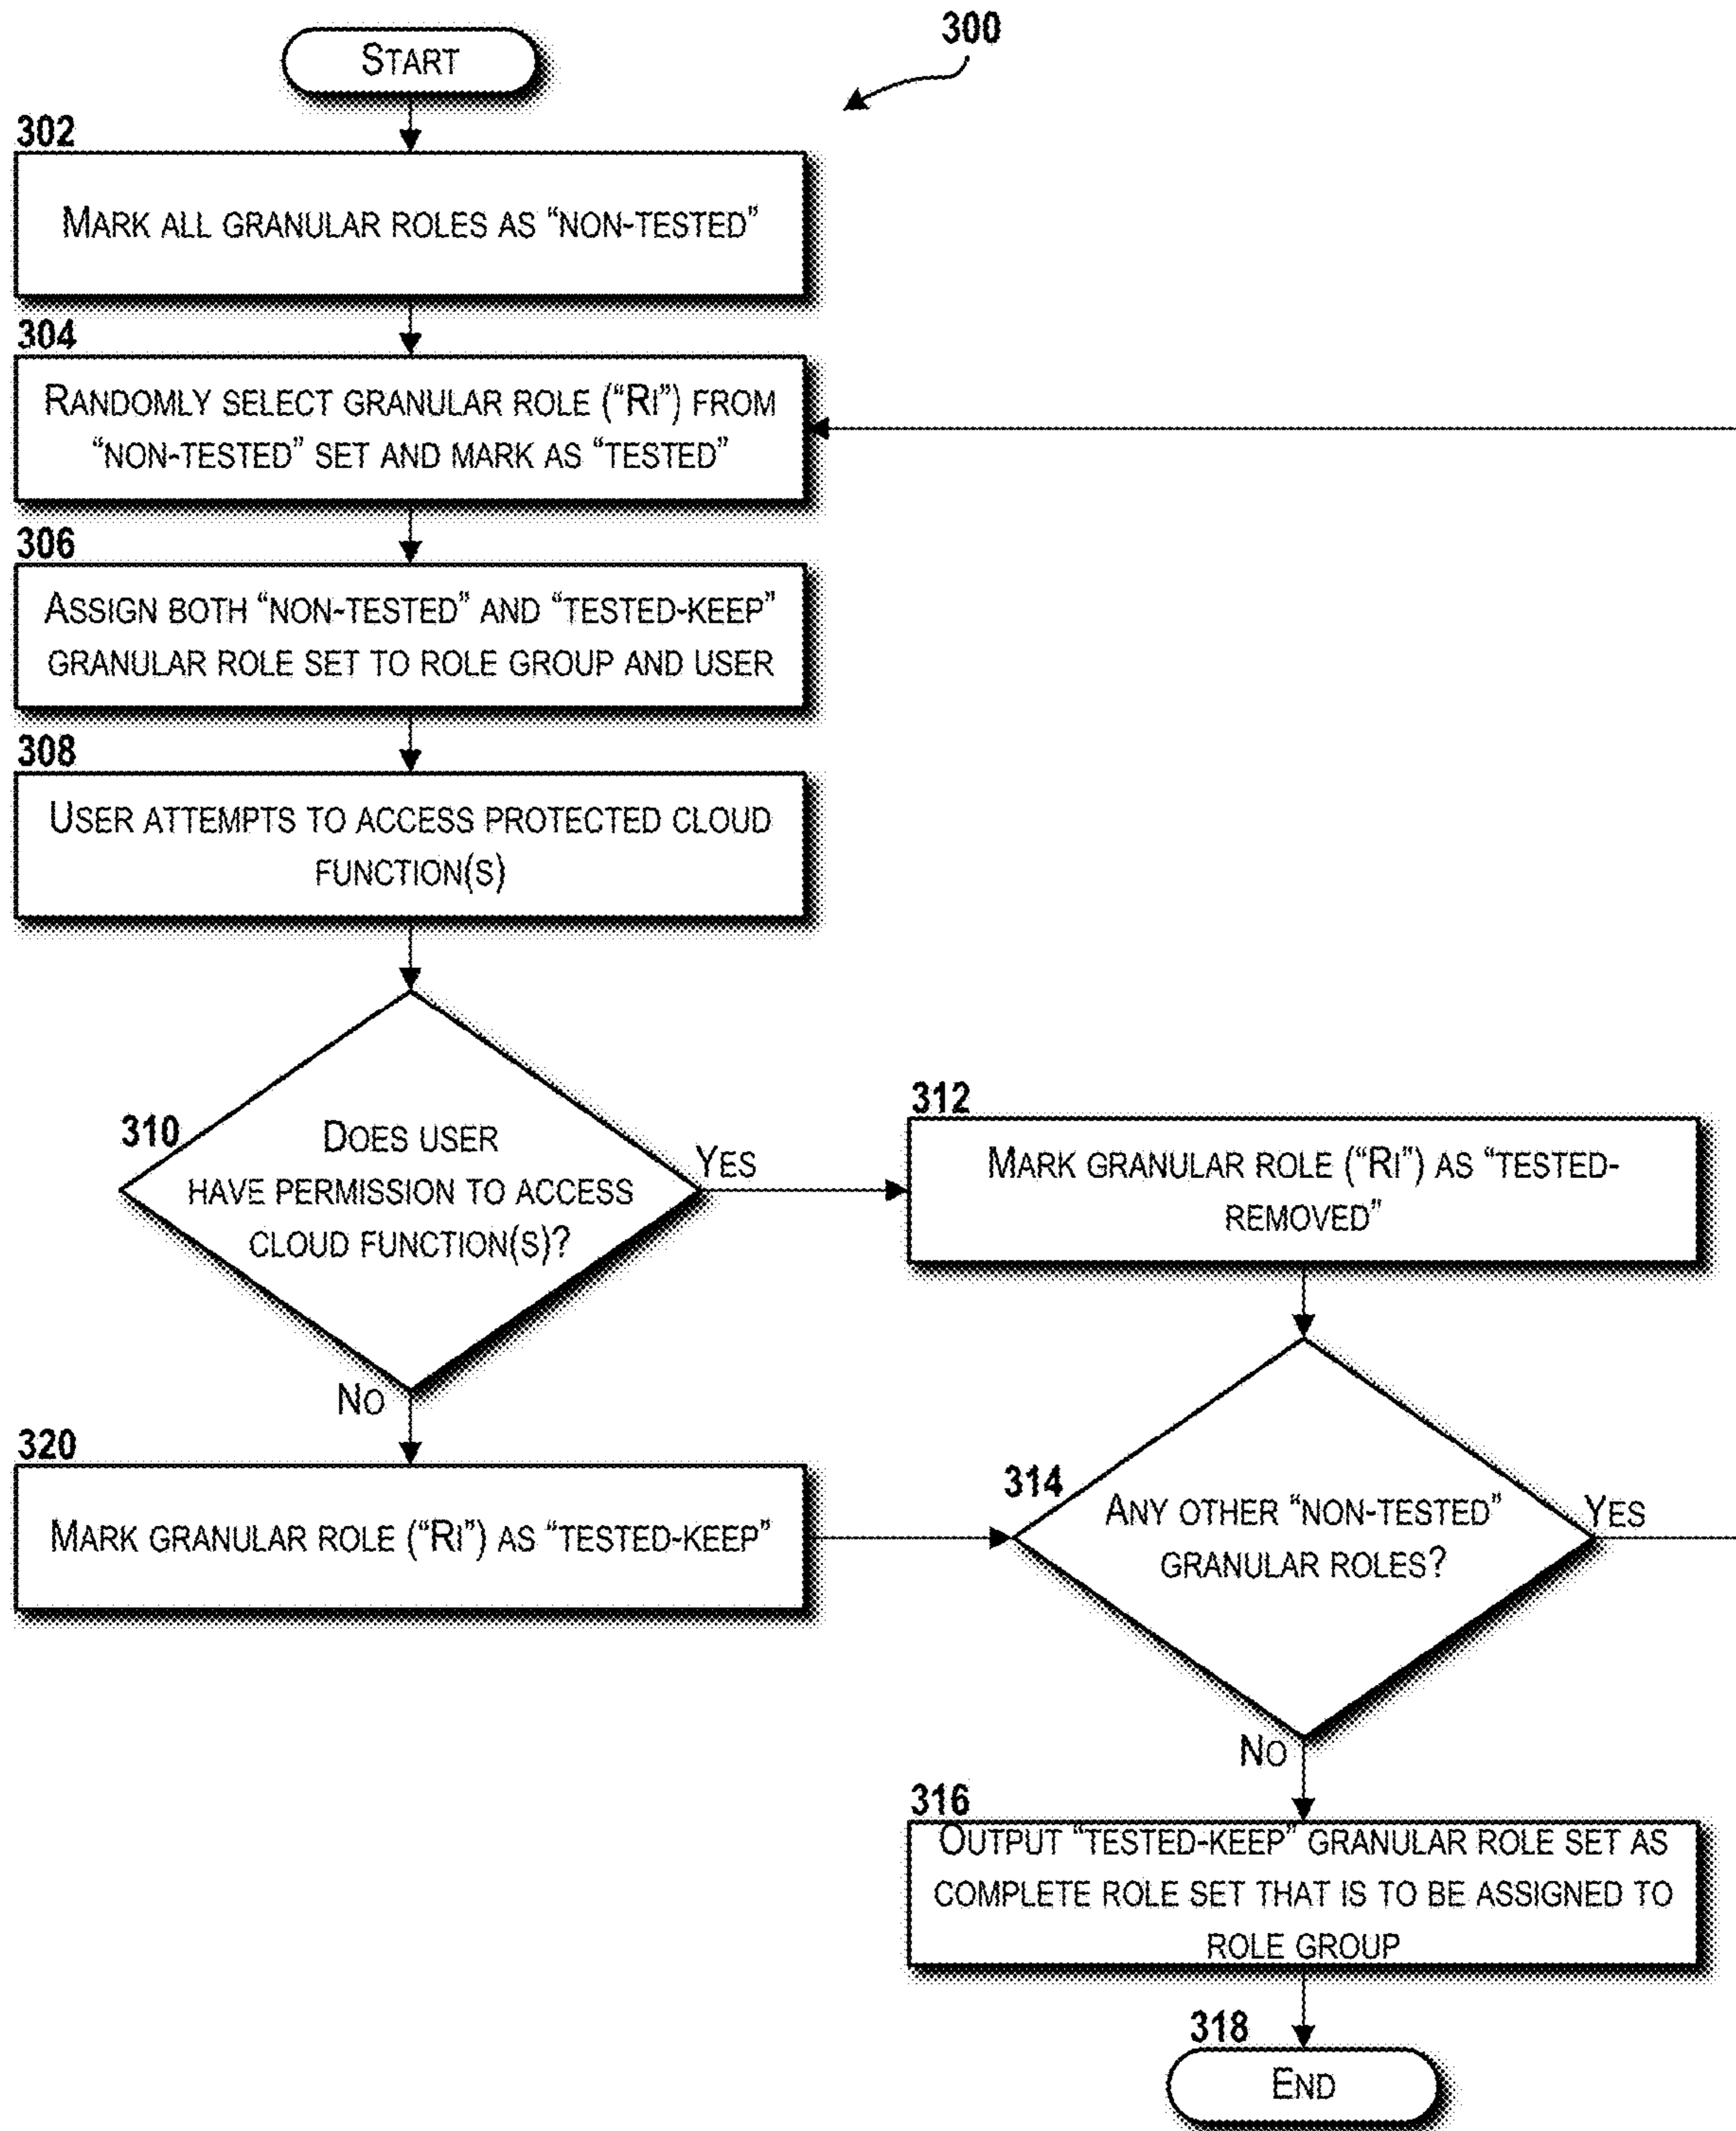 START
300
302
MARK ALL GRANULAR ROLES AS “NON-TESTED”
304
RANDOMLY SELECT GRANULAR ROLE (“RI”) FROM
“NON-TESTED” SET AND MARK AS “TESTED”
306
ASSIGN BOTH “NON-TESTED” AND “TESTED-KEEP”
GRANULAR ROLE SET TO ROLE GROUP AND USER
308
USER ATTEMPTS TO ACCESS PROTECTED CLOUD
FUNCTION(S)
310
DOES USER
HAVE PERMISSION TO ACCESS
CLOUD FUNCTION(S)?
YES
NO
312
MARK GRANULAR ROLE (“RI”) AS “TESTED-
REMOVED”
320
MARK GRANULAR ROLE (“RI”) AS “TESTED-KEEP”
314
ANY OTHER “NON-TESTED”
GRANULAR ROLES?
YES
NO
316
OUTPUT “TESTED-KEEP” GRANULAR ROLE SET AS
COMPLETE ROLE SET THAT IS TO BE ASSIGNED TO
ROLE GROUP
318
END